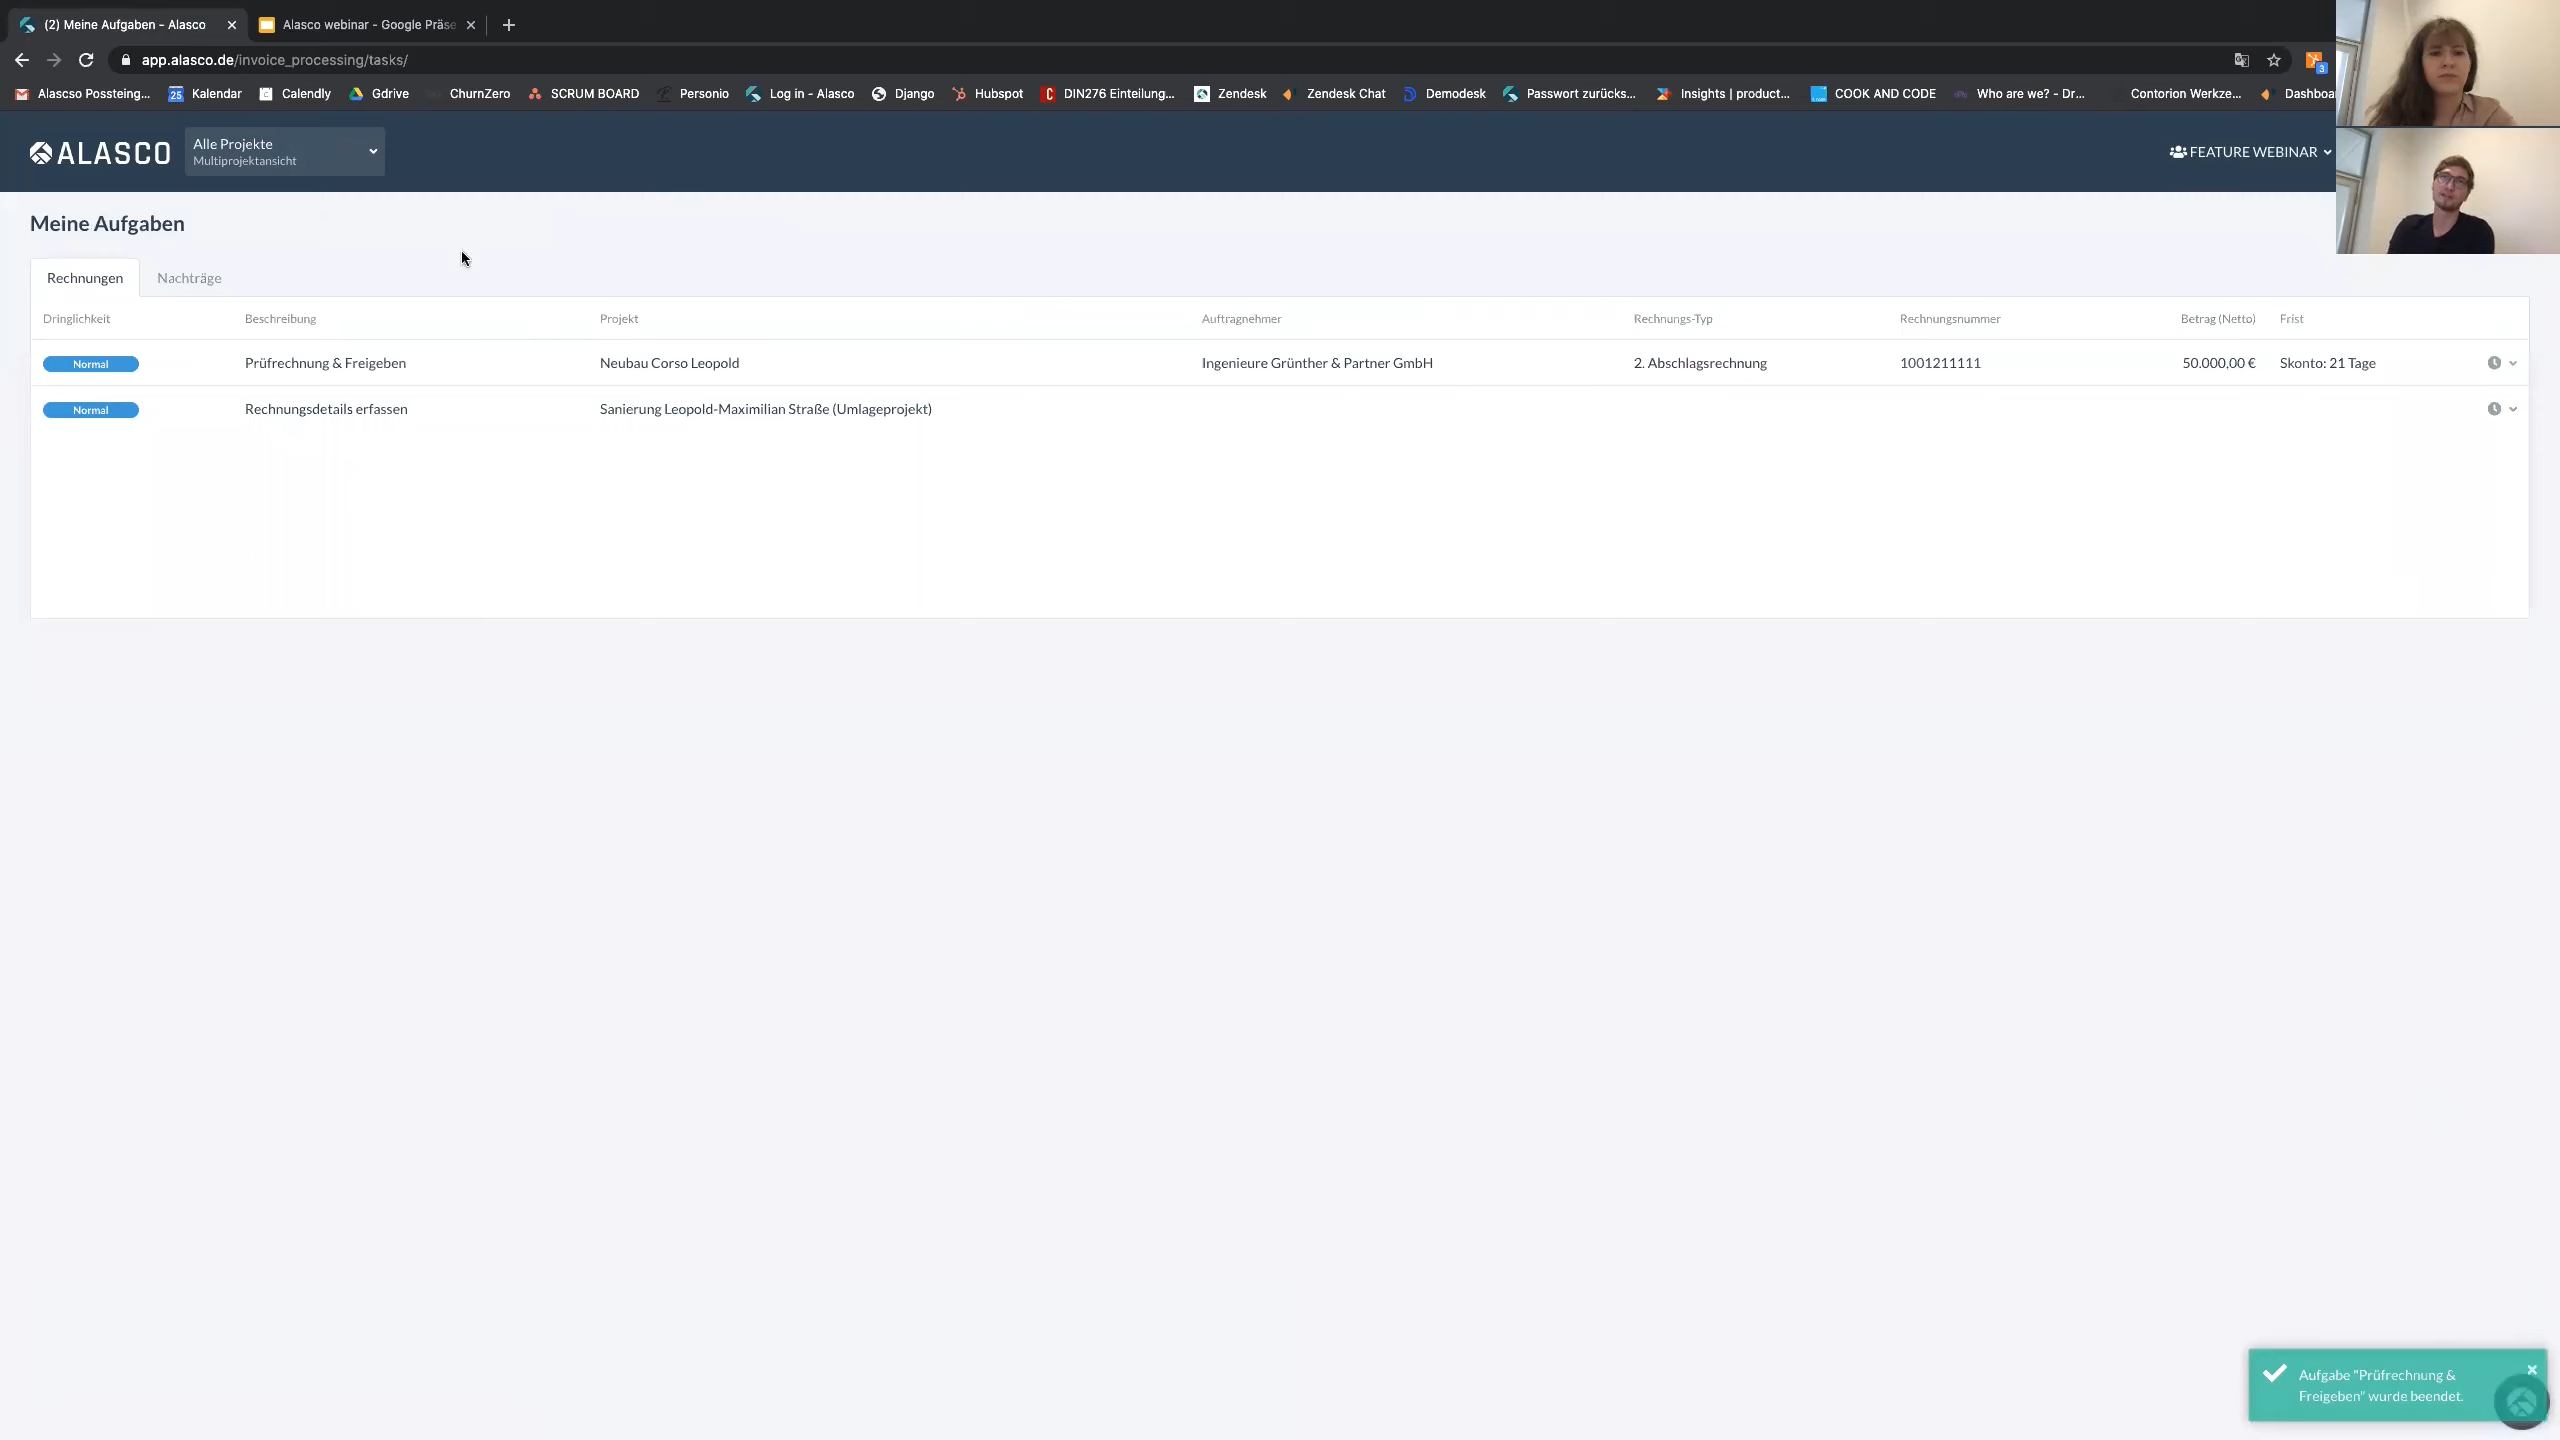 (2) Meine Aufgaben - Alasco
Alasco webinar - Google Präse
app.alasco.de/invoice_processing/tasks/
3
Alascso Possteing...
25 Kalendar
Calendly
Gdrive
ChurnZero
SCRUM BOARD
Personio
Log in - Alasco
Django
Hubspot
DIN276 Einteilung...
Zendesk
Zendesk Chat
Demodesk
Passwort zurücks...
Insights | product...
COOK AND CODE
Who are we? - Dr...
Contorion Werkze...
Dashboa
ALASCO
Alle Projekte
Multiprojektansicht
FEATURE WEBINAR
Meine Aufgaben
Rechnungen Nachträge
Dringlichkeit Beschreibung Projekt Auftragnehmer Rechnungs-Typ Rechnungsnummer Betrag (Netto) Frist
Normal Prüfrechnung & Freigeben Neubau Corso Leopold Ingenieure Grünther & Partner GmbH 2. Abschlagsrechnung 1001211111 50.000,00 € Skonto: 21 Tage
Normal Rechnungsdetails erfassen Sanierung Leopold-Maximilian Straße (Umlageprojekt)
Aufgabe "Prüfrechnung &
Freigeben" wurde beendet.